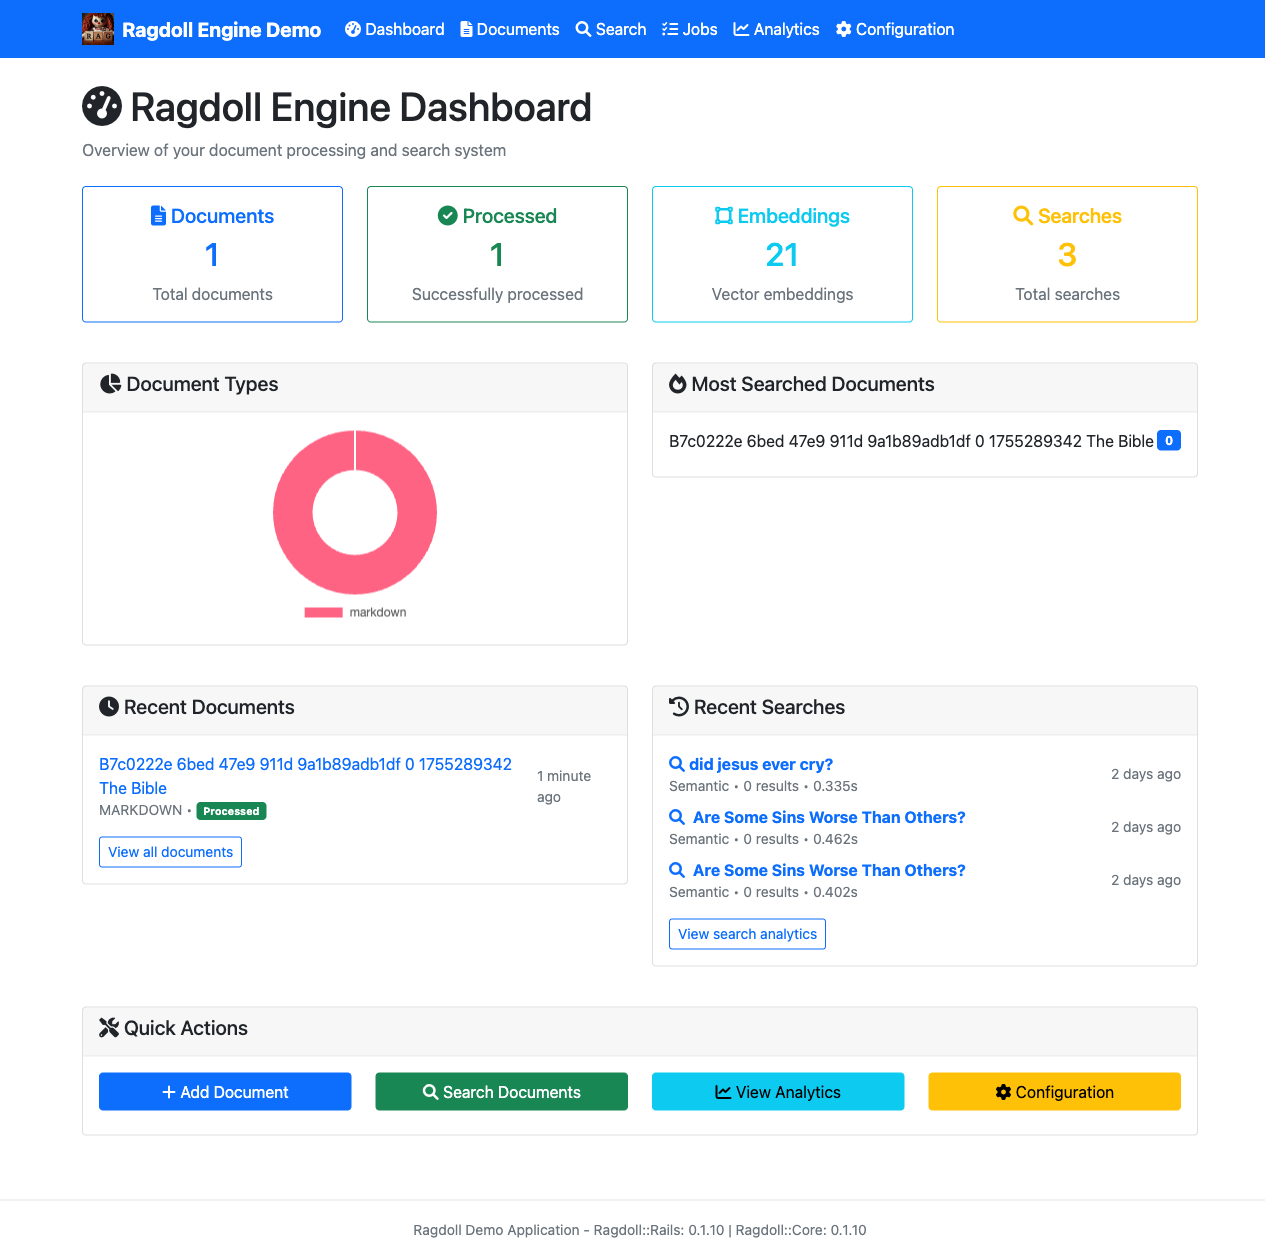 Ragdoll Engine Demo Dashboard Documents Search Jobs Analytics Configuration
Ragdoll Engine Dashboard
Overview of your document processing and search system
Documents
1
Total documents
Processed
1
Successfully processed
Embeddings
21
Vector embeddings
Searches
3
Total searches
Document Types
markdown
Most Searched Documents
B7c0222e 6bed 47e9 911d 9a1b89adb1df 0 1755289342 The Bible 0
Recent Documents
B7c0222e 6bed 47e9 911d 9a1b89adb1df 0 1755289342
The Bible
MARKDOWN • Processed
1 minute
ago
View all documents
Recent Searches
did jesus ever cry?
Semantic • 0 results • 0.335s
2 days ago
Are Some Sins Worse Than Others?
Semantic • 0 results • 0.462s
2 days ago
Are Some Sins Worse Than Others?
Semantic • 0 results • 0.402s
2 days ago
View search analytics
Quick Actions
Add Document
Search Documents
View Analytics
Configuration
Ragdoll Demo Application - Ragdoll::Rails: 0.1.10 | Ragdoll::Core: 0.1.10